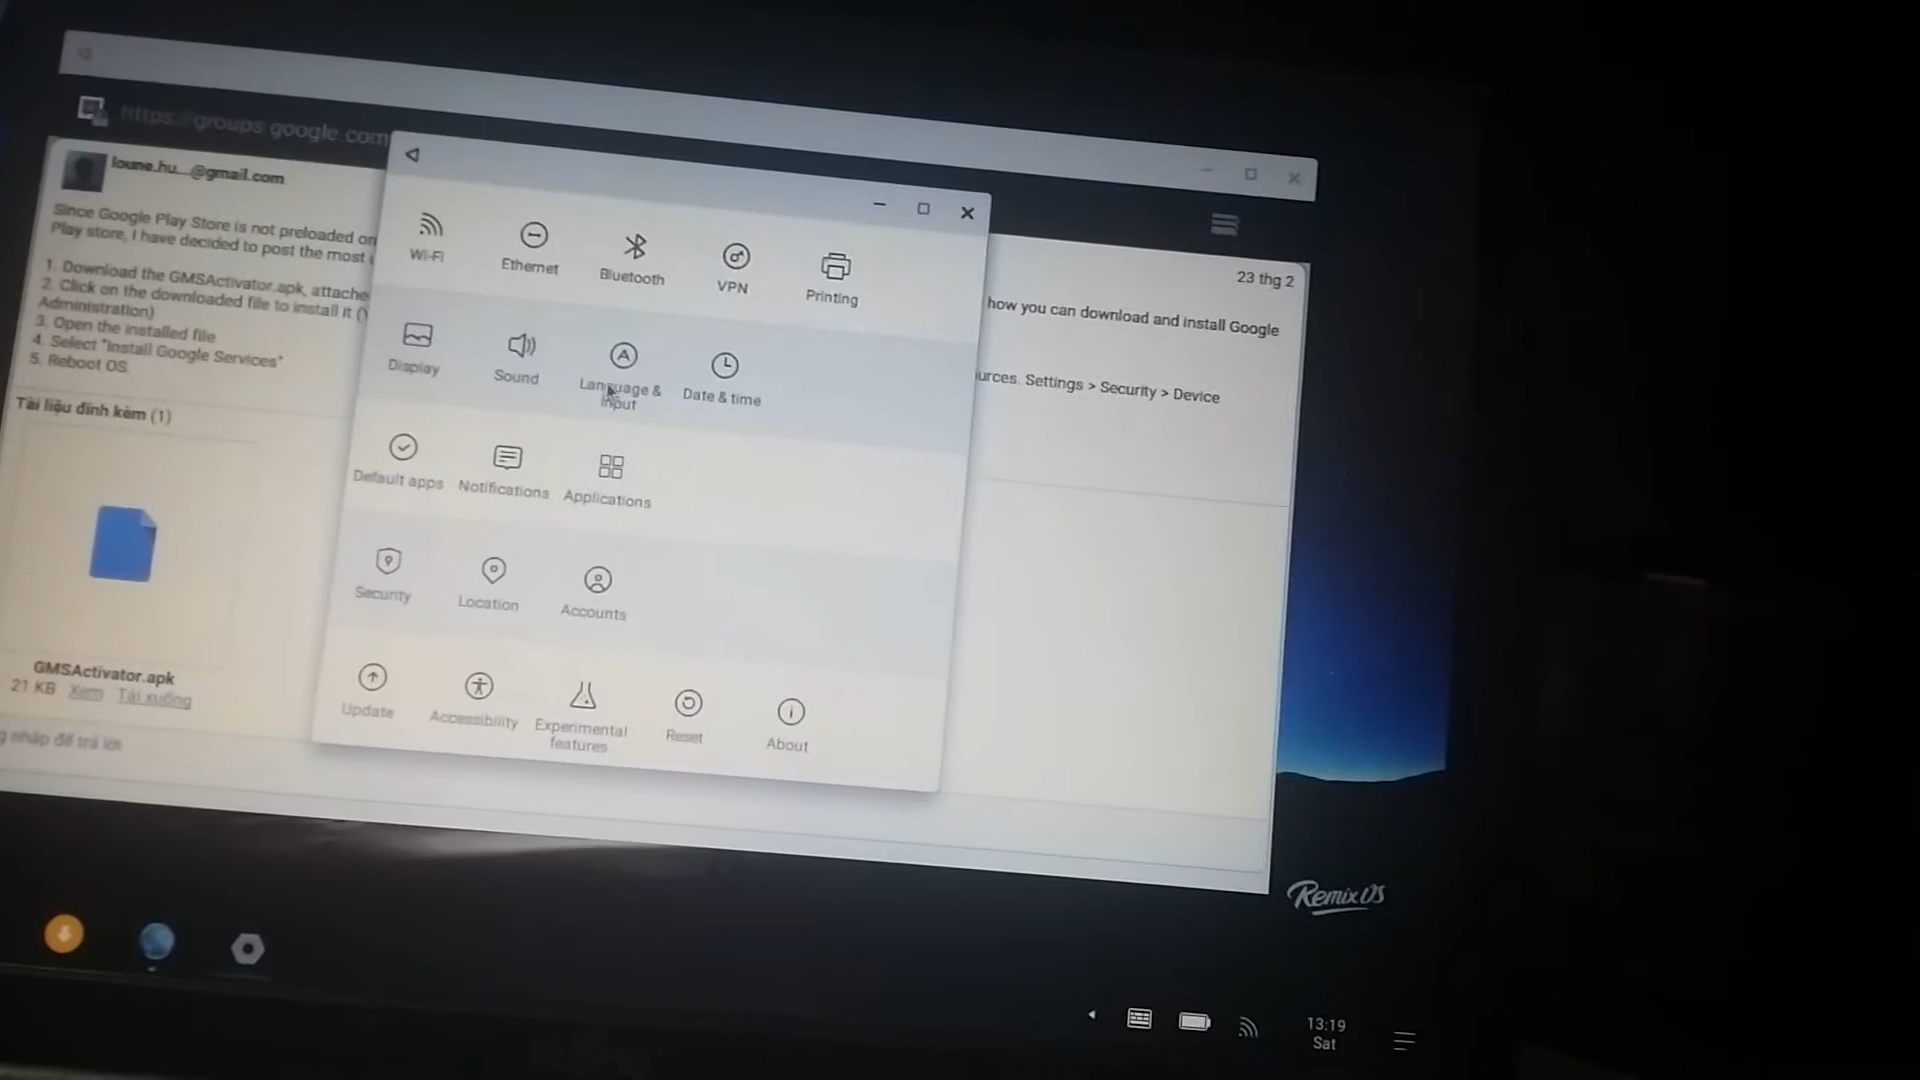 https://groups.google.com
loune.hu...@gmail.com
23 thg 2
Since Google Play Store is not preloaded on
how you can download and install Google
Play store, I have decided to post the most
1. Download the GMSActivator.apk, attache
2. Click on the downloaded file to install it (
urces. Settings > Security > Device
Administration)
3. Open the installed file
4. Select "Install Google Services"
5. Reboot OS
Tài liệu đính kèm (1)
GMSActivator.apk
21 KB Xem Tải xuống
nhập để trả lời
Wi-Fi
Ethernet
Bluetooth
VPN
Printing
Display
Sound
Language &
Input
Date & time
Default apps
Notifications
Applications
Security
Location
Accounts
Update
Accessibility
Experimental
features
Reset
About
RemixOS
13:19
Sat